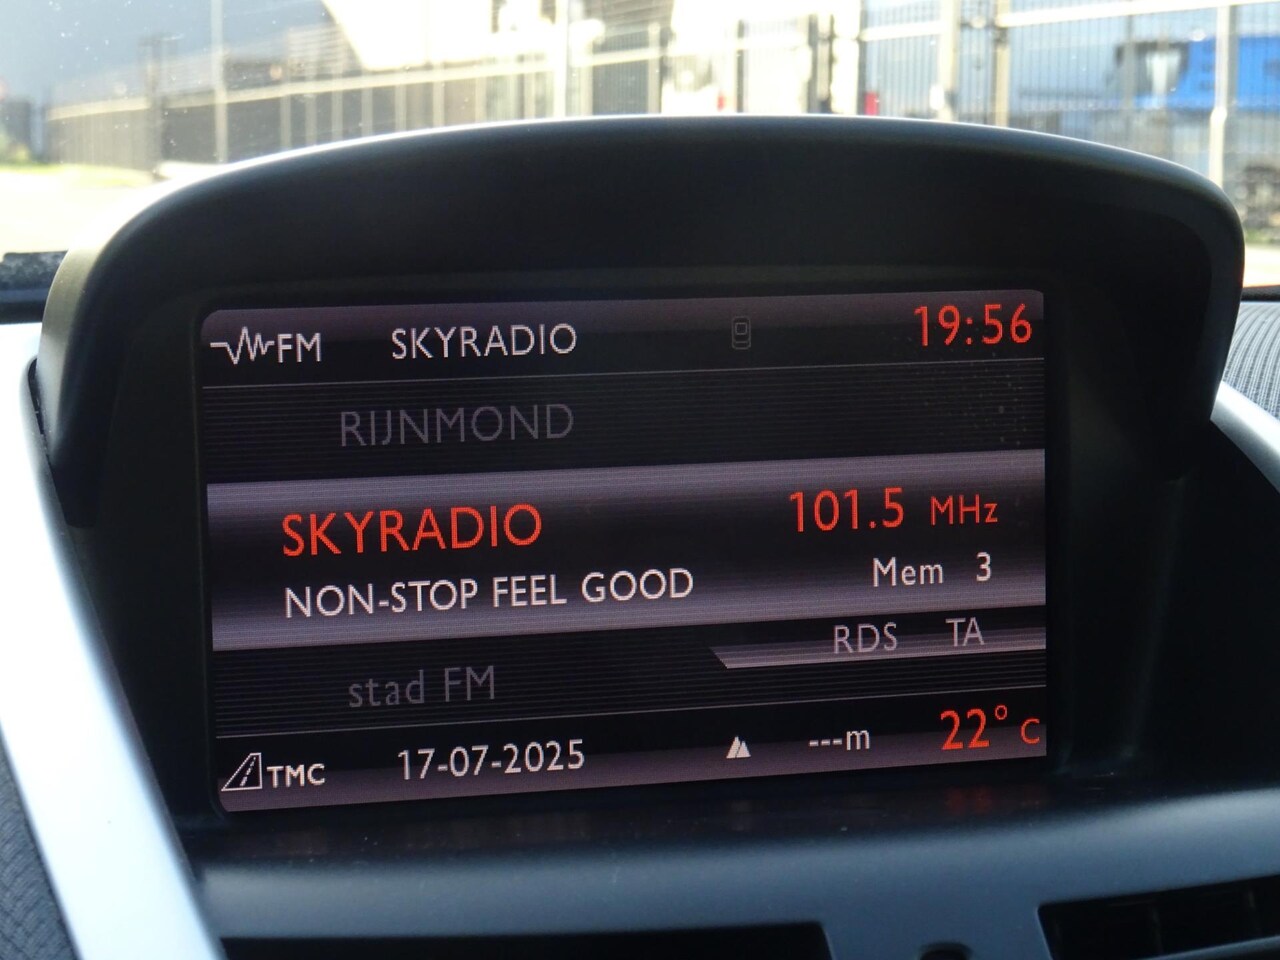 FM SKYRADIO 19:56
RIJNMOND
SKYRADIO 101.5 MHz
NON-STOP FEEL GOOD Mem 3
RDS TA
stad FM
TMC 17-07-2025 ---m 22° C